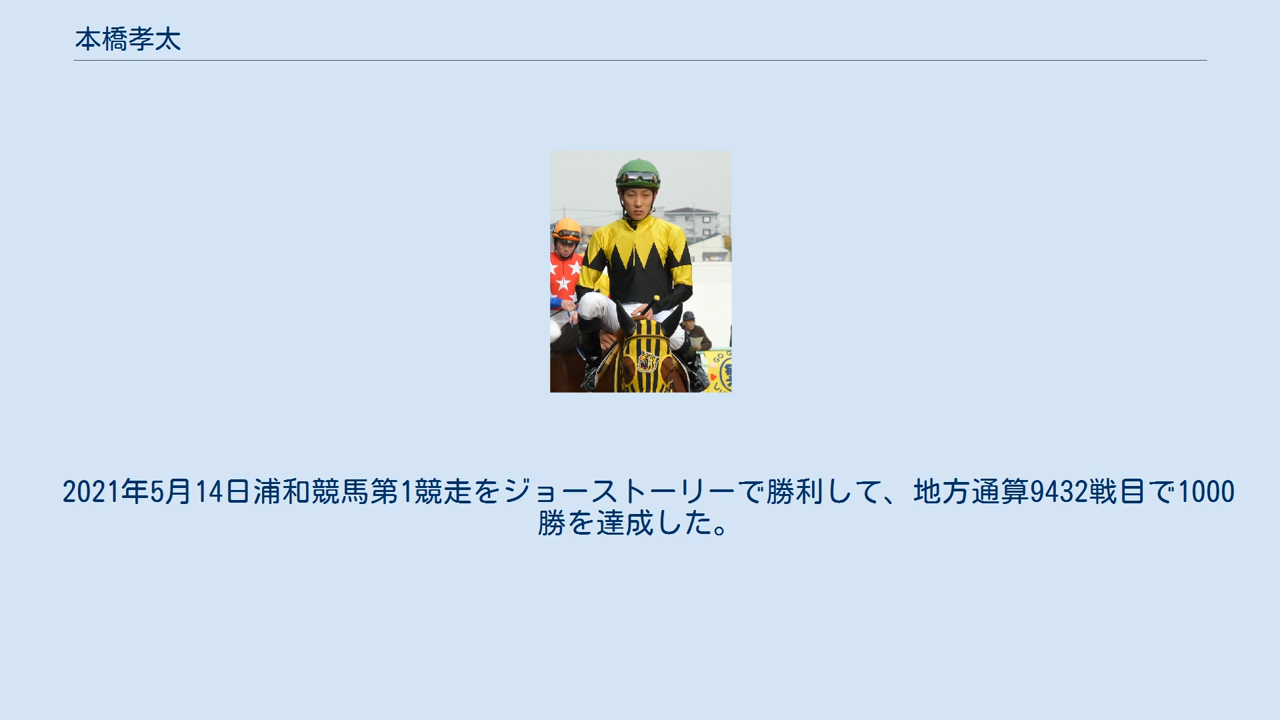 本橋孝太
2021年5月14日浦和競馬第1競走をジョーストーリーで勝利して、地方通算9432戦目で1000
勝を達成した。